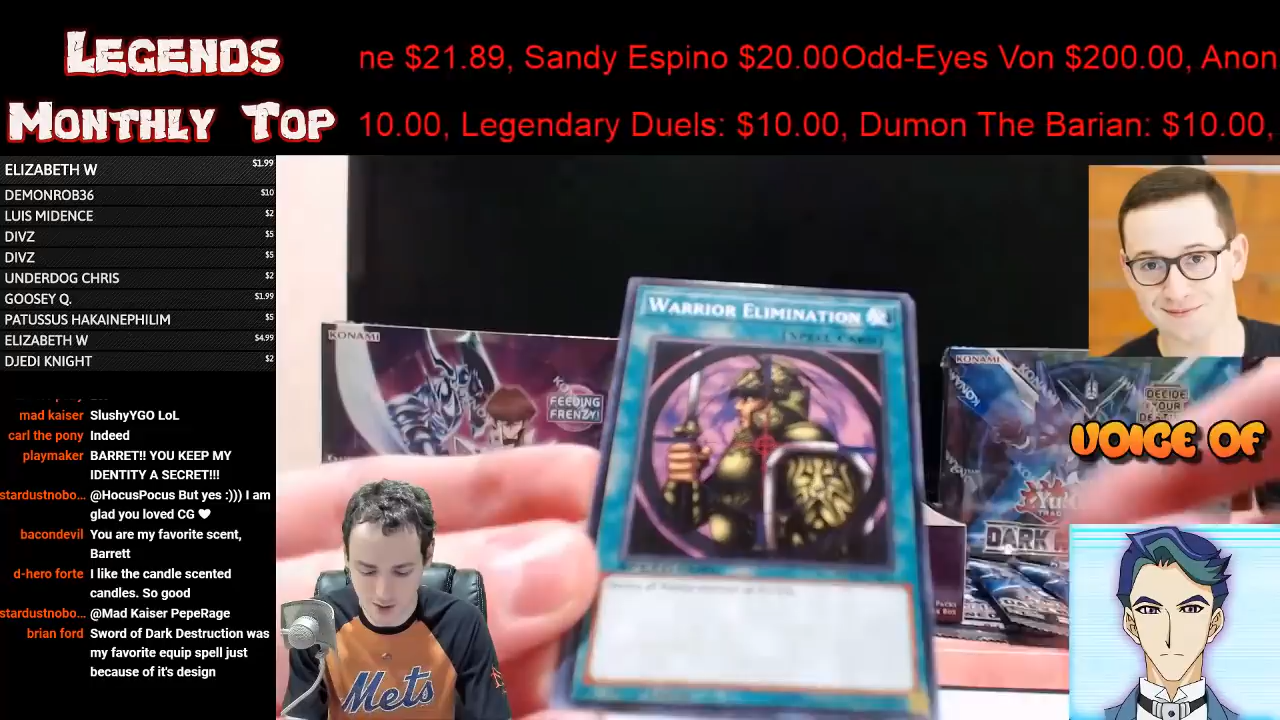 LEGENDS
ne $21.89, Sandy Espino $20.00Odd-Eyes Von $200.00, Anon
MONTHLY TOP
10.00, Legendary Duels: $10.00, Dumon The Barian: $10.00,
ELIZABETH W $1.99
DEMONROB36 $10
LUIS MIDENCE $2
DIVZ $5
DIVZ $5
UNDERDOG CHRIS $2
GOOSEY Q. $1.99
PATUSSUS HAKAINEPHILIM $5
ELIZABETH W $4.99
DJEDI KNIGHT $2
mad kaiser SlushyYGO LoL
carl the pony Indeed
playmaker BARRET!! YOU KEEP MY
IDENTITY A SECRET!!!
stardustnobo... @HocusPocus But yes :))) I am
glad you loved CG ♥
bacondevil You are my favorite scent,
Barrett
d-hero forte I like the candle scented
candles. So good
stardustnobo... @Mad Kaiser PepeRage
brian ford Sword of Dark Destruction was
my favorite equip spell just
because of it's design
WARRIOR ELIMINATION
[SPELL CARD]
KONAMI
FEEDING
FRENZY!
KONAMI
DECIDE
YOUR
VOICE OF
DARK
Mets